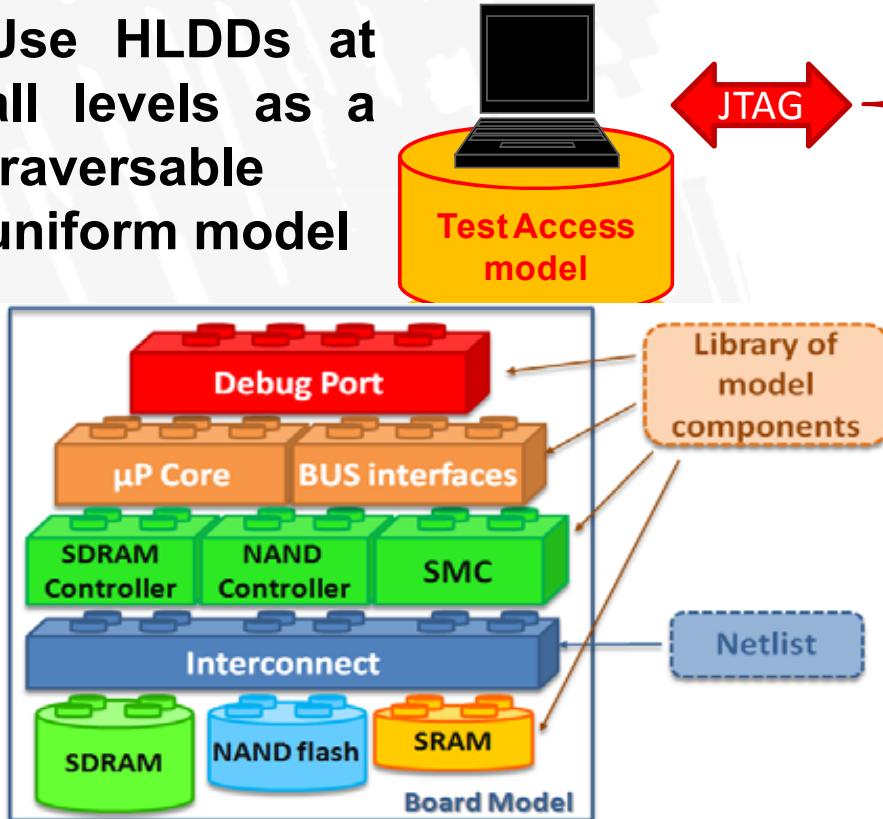 Use HLDDs at
all levels as a
traversable
uniform model
JTAG
Test Access
model
Debug Port
Library of
model
components
µP Core
BUS interfaces
SDRAM
Controller
NAND
Controller
SMC
Interconnect
Netlist
SDRAM
NAND flash
SRAM
Board Model